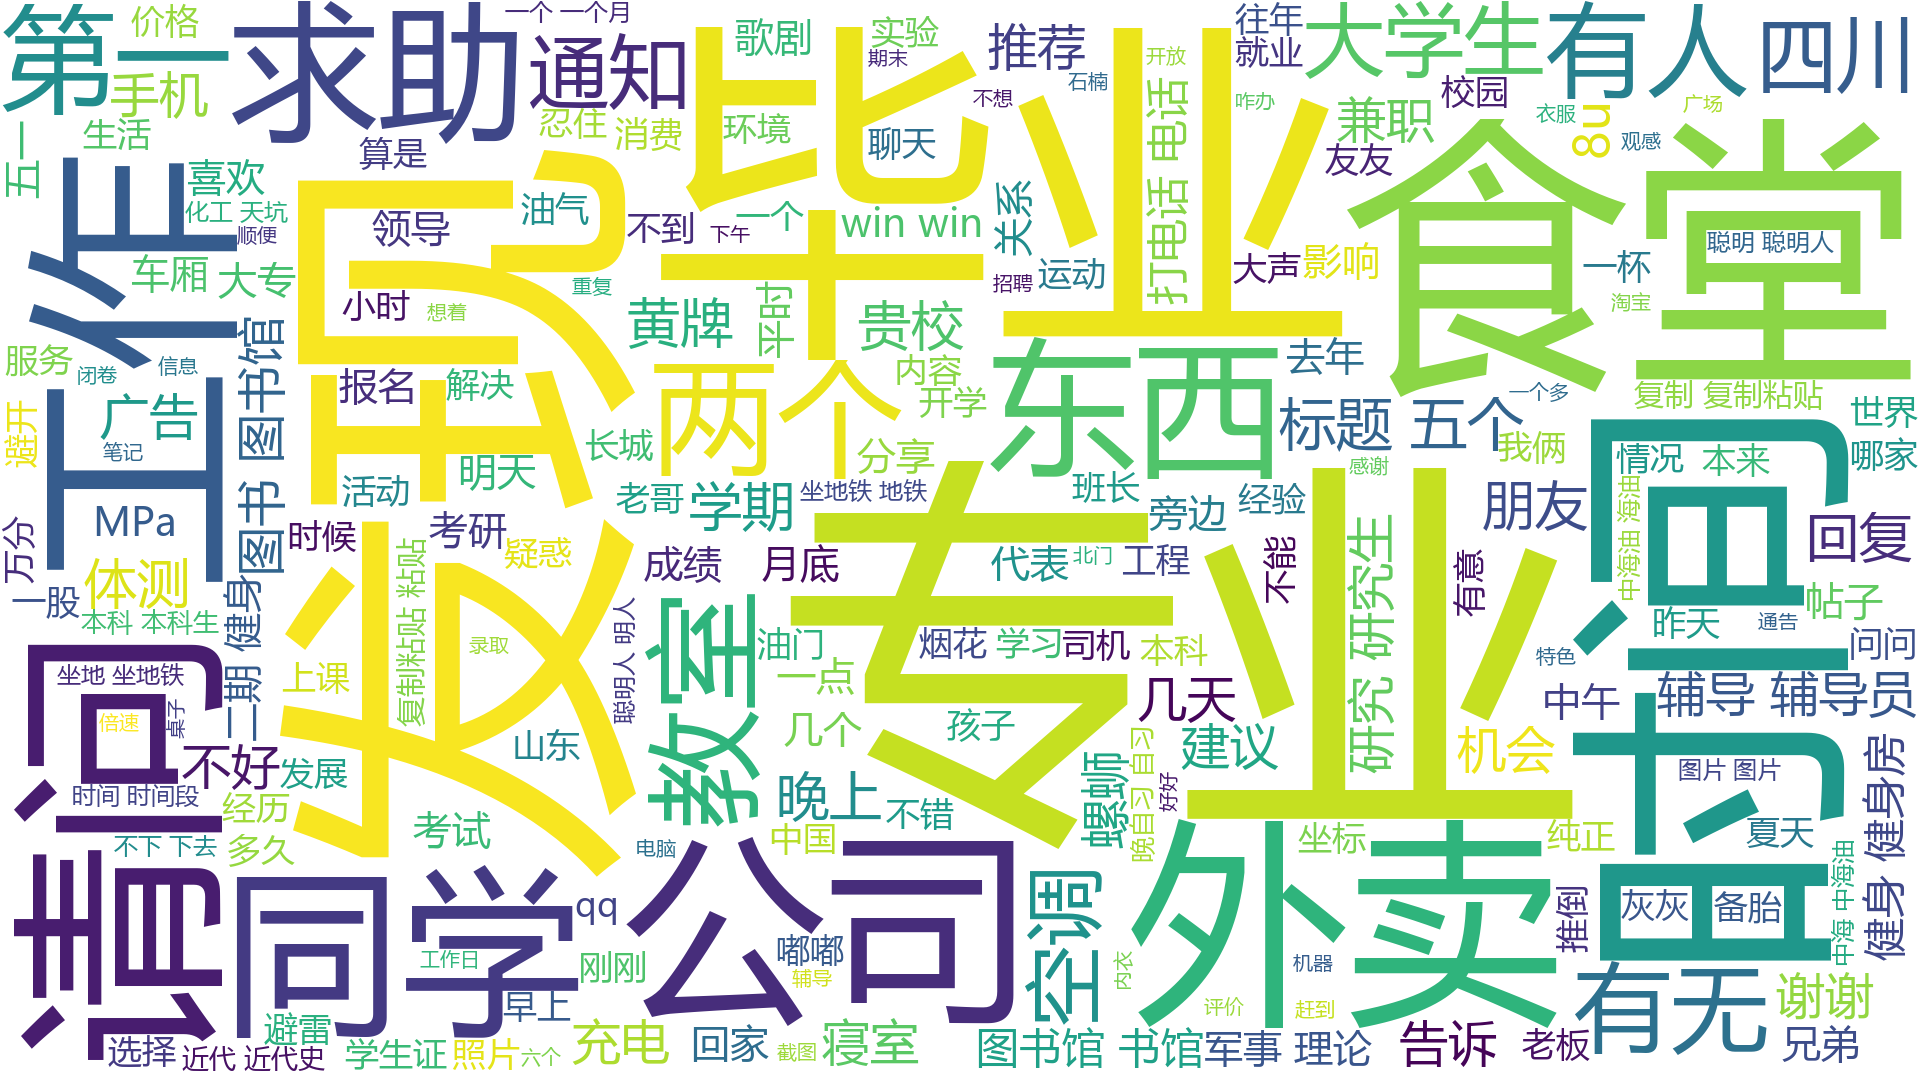 第一
价格
手机
求助
一个 一个月
通知
比
歌剧
实验
期末
推荐
往年
就业
大学生
有人
四川
五一
生活
算是
忍住
消费
环境
聊天
不想
石楠
开放
毕业
打电话 电话
咋办
兼职
校园
友友
衣服
8u
广场
观感
食堂
工作
喜欢
化工 天坑
顺便
车厢
大专
领导
油气
发现
不到
下午
一个
win win
关系
招聘
运动
大声
影响
一杯
淘宝
聪明 聪明人
小时
想着
重复
黄牌
平时
贵校
服务
闭卷
信息
图书 图书馆
报名
解决
两个
内容
开学
东西
去年
标题
五个
一个多
复制 复制粘贴
世界
避开
广告
笔记
活动
明天
长城
分享
我俩
情况
本来
哪家
感谢
老哥
学期
坐地铁 地铁
班长
旁边
经验
朋友
中海油 海油
回复
万分
MPa
时候
考研
疑惑
成绩
月底
代表
北门
工程
不能
研究 研究生
有意
帖子
体测
一股
本科 本科生
二期 健身
复制粘贴 粘贴
录取
聪明人 明人
教室
油门
专业
烟花
学习
司机
本科
特色
昨天
通告
问问
请问
坐地 坐地铁
倍速
桌子
上课
一点
几天
中午
辅导 辅导员
宿舍
不好
发展
山东
几个
孩子
建议
机会
图片 图片
时间 时间段
经历
晚上
不错
螺蛳
晚自习 自习
好好
健身 健身房
不下 下去
多久
考试
电脑
中国
坐标
纯正
夏天
中海 中海油
同学
qq
公司
嘟嘟
辅导
空调
内衣
外卖
机器
推倒
灰灰
备胎
工作日
刚刚
早上
评价
赶到
有无
谢谢
选择
避雷
近代 近代史
学生证
照片
六个
充电
回家
截图
寝室
图书馆 书馆
军事
理论
告诉
老板
兄弟